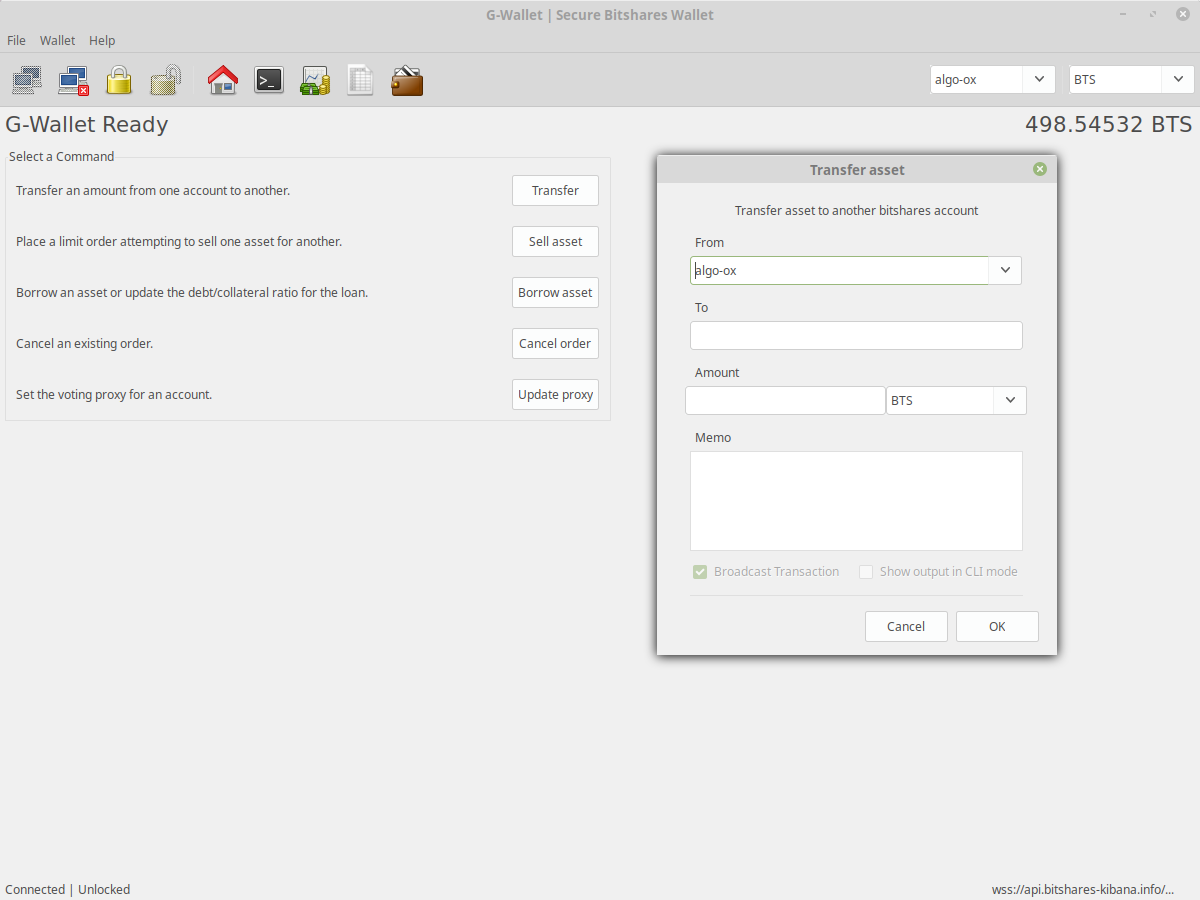 G-Wallet | Secure Bitshares Wallet
File Wallet Help
algo-ox BTS
G-Wallet Ready 498.54532 BTS
Select a Command
Transfer an amount from one account to another. Transfer
Place a limit order attempting to sell one asset for another. Sell asset
Borrow an asset or update the debt/collateral ratio for the loan. Borrow asset
Cancel an existing order. Cancel order
Set the voting proxy for an account. Update proxy
Transfer asset
Transfer asset to another bitshares account
From
algo-ox
To
Amount
BTS
Memo
Broadcast Transaction Show output in CLI mode
Cancel OK
Connected | Unlocked wss://api.bitshares-kibana.info/...